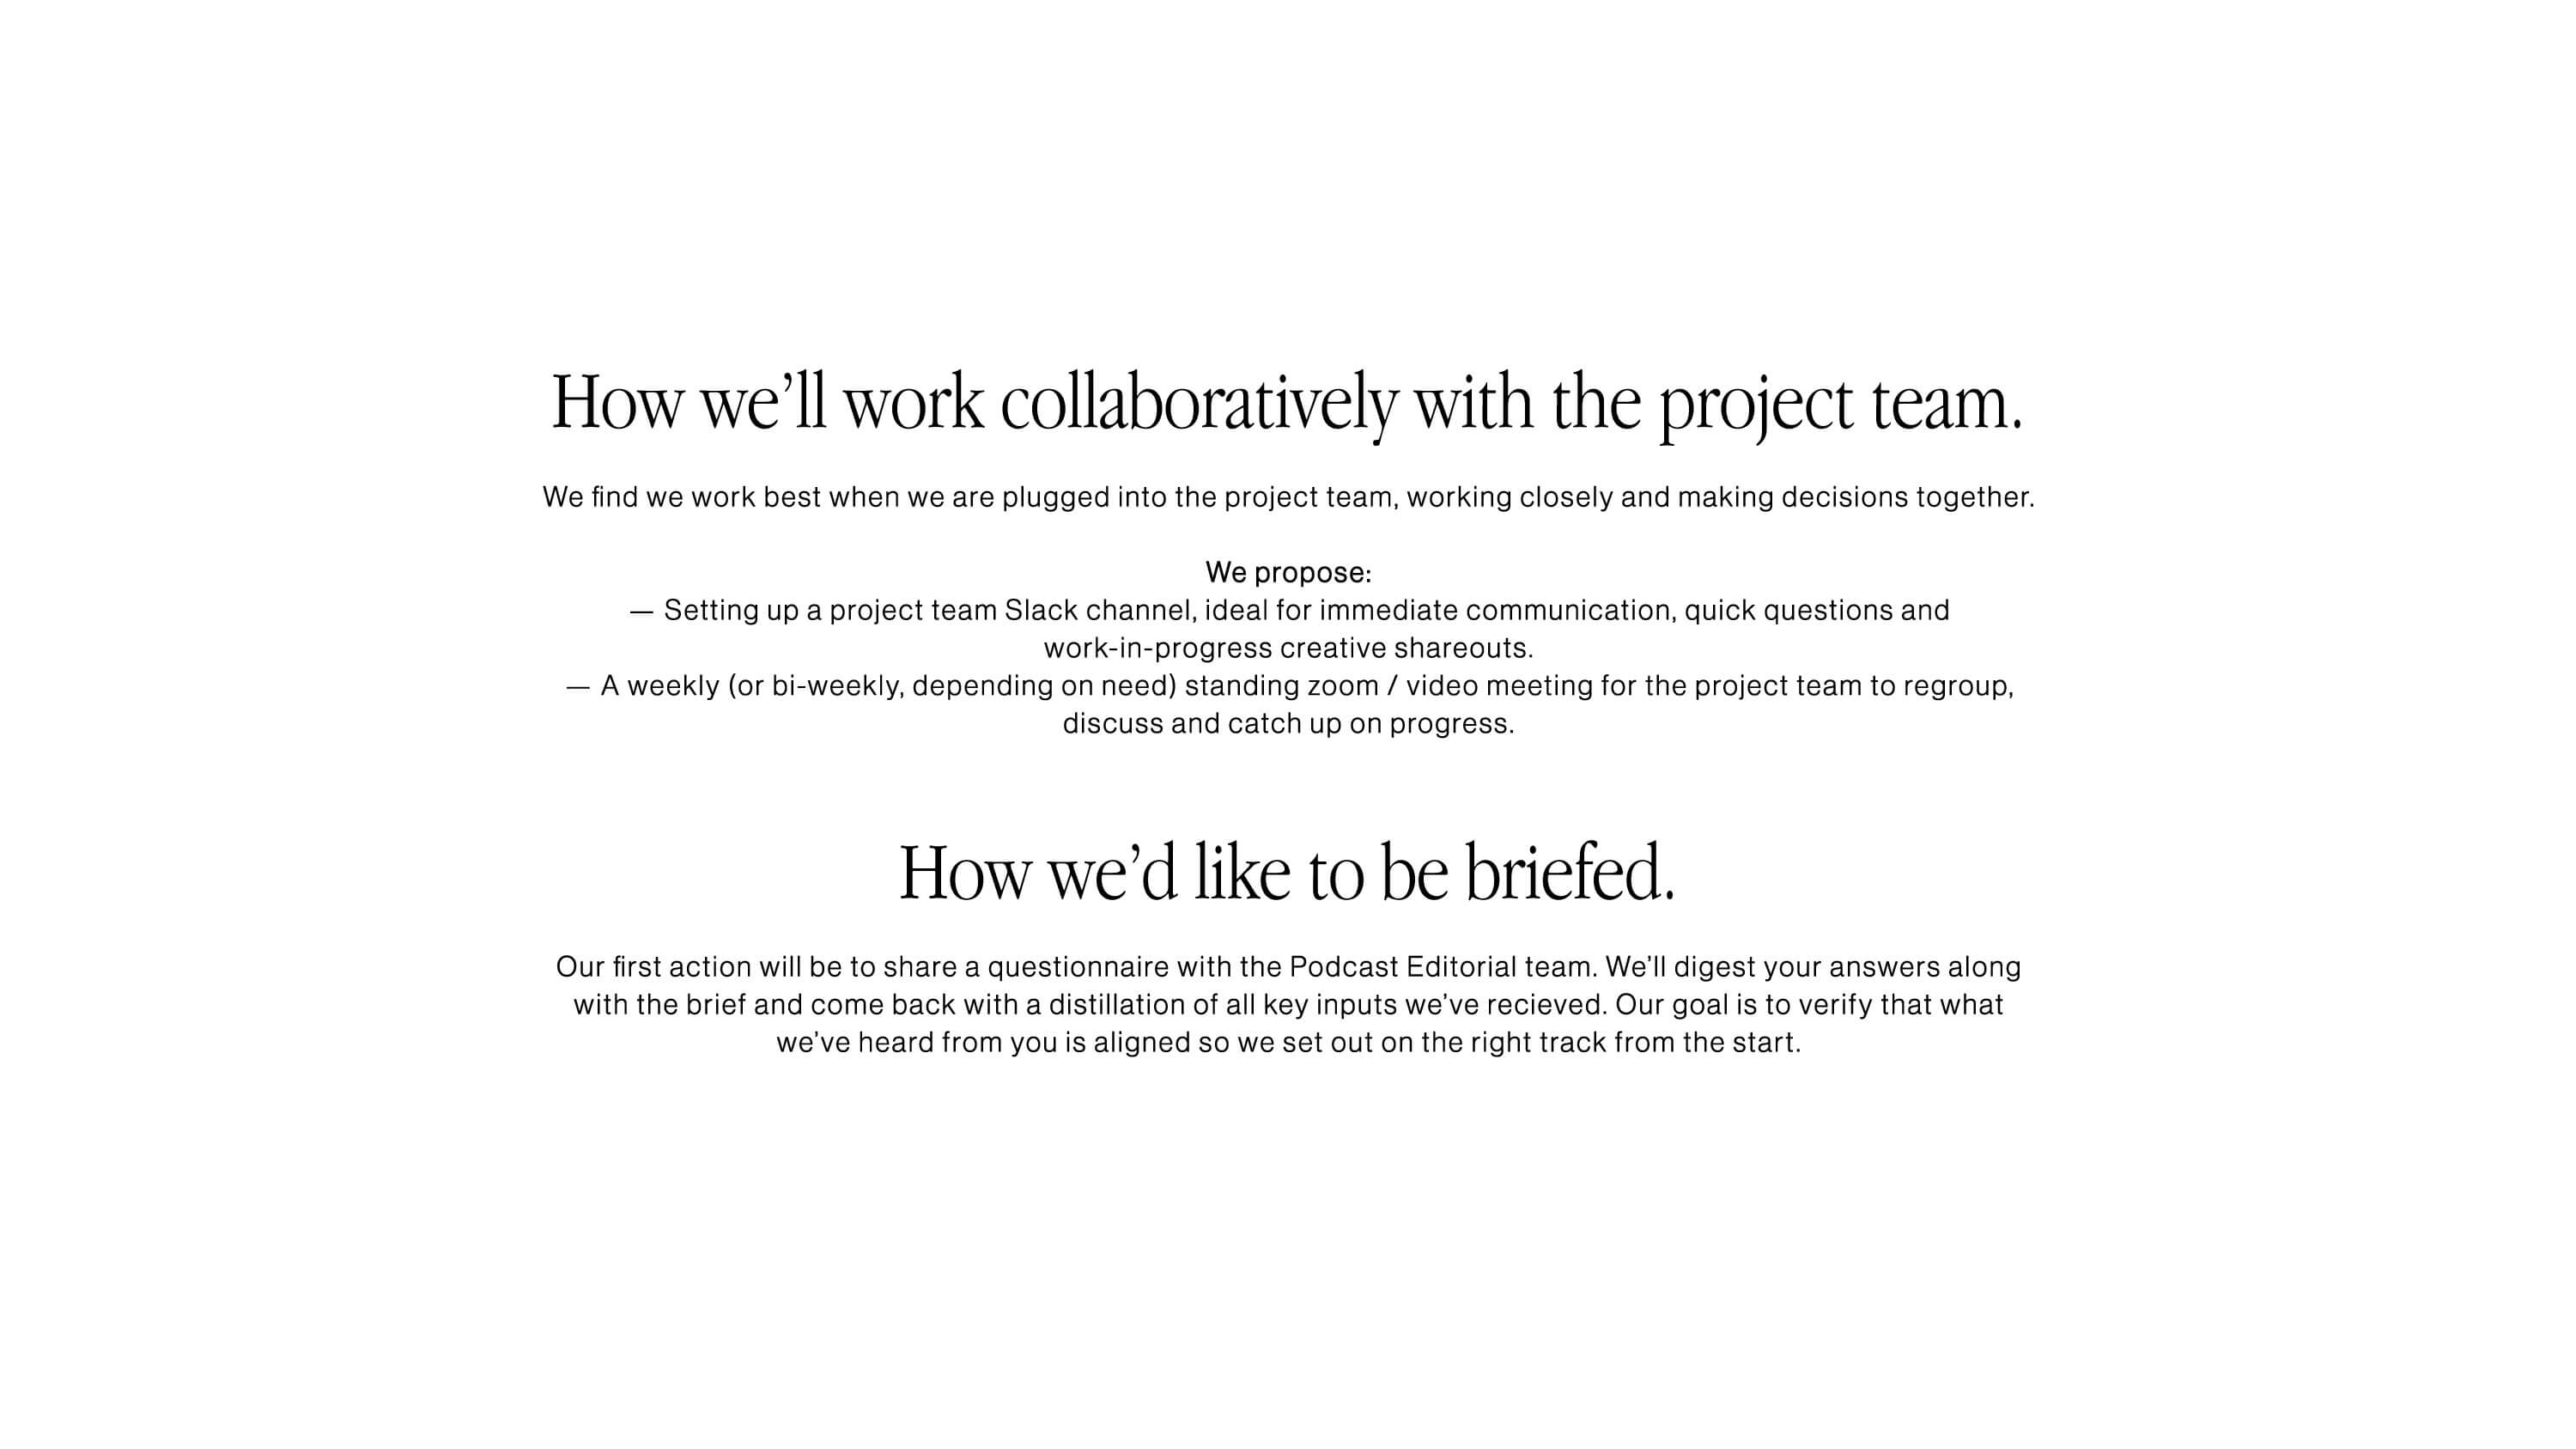 How we’ll work collaboratively with the project team.
We find we work best when we are plugged into the project team, working closely and making decisions together.
We propose:
— Setting up a project team Slack channel, ideal for immediate communication, quick questions and
work-in-progress creative shareouts.
— A weekly (or bi-weekly, depending on need) standing zoom / video meeting for the project team to regroup,
discuss and catch up on progress.
How we’d like to be briefed.
Our first action will be to share a questionnaire with the Podcast Editorial team. We’ll digest your answers along
with the brief and come back with a distillation of all key inputs we’ve recieved. Our goal is to verify that what
we’ve heard from you is aligned so we set out on the right track from the start.